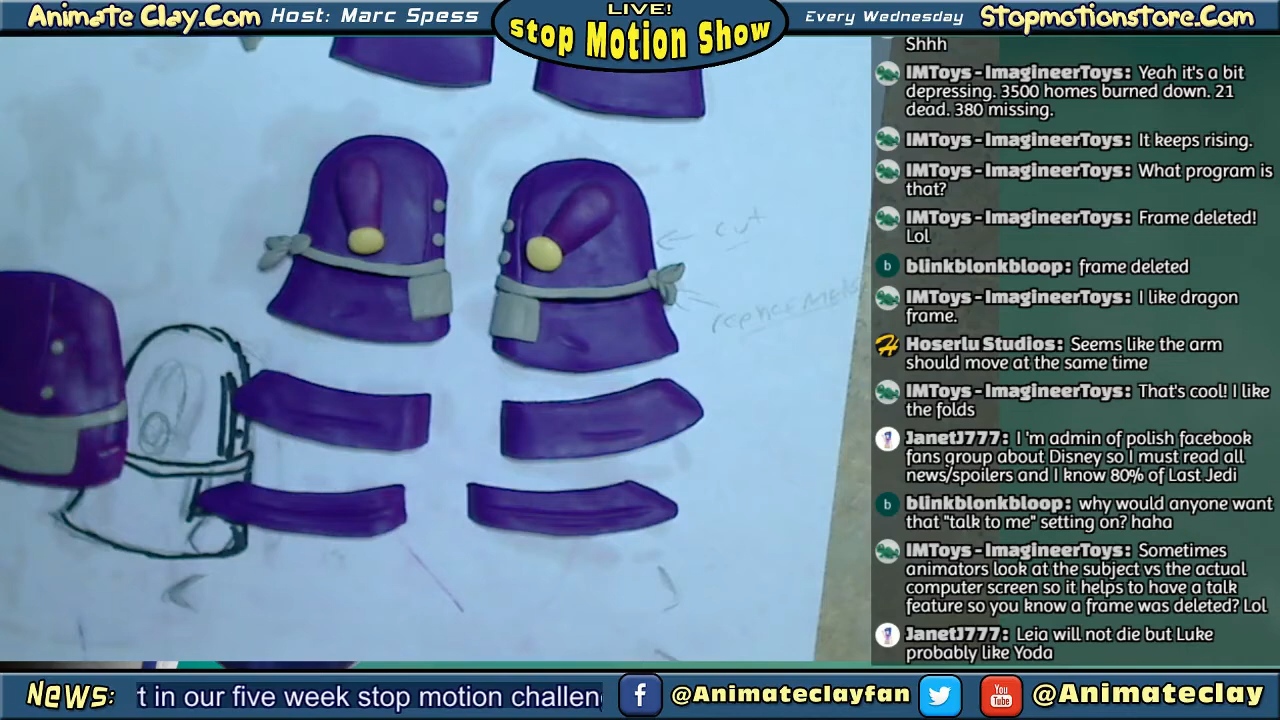 Animate Clay.Com Host: Marc Spess
LIVE!
Stop Motion Show
Every Wednesday Stopmotionstore.Com
Shhh
IMToys - ImagineerToys: Yeah it's a bit
depressing. 3500 homes burned down. 21
dead. 380 missing.
IMToys - ImagineerToys: It keeps rising.
IMToys - ImagineerToys: What program is
that?
IMToys - ImagineerToys: Frame deleted!
Lol
b blinkblonkbloop: frame deleted
IMToys - ImagineerToys: I like dragon
frame.
Hoserlu Studios: Seems like the arm
should move at the same time
IMToys - ImagineerToys: That's cool! I like
the folds
JanetJ777: I 'm admin of polish facebook
fans group about Disney so I must read all
news/spoilers and I know 80% of Last Jedi
b blinkblonkbloop: why would anyone want
that "talk to me" setting on? haha
IMToys - ImagineerToys: Sometimes
animators look at the subject vs the actual
computer screen so it helps to have a talk
feature so you know a frame was deleted? Lol
JanetJ777: Leia will not die but Luke
probably like Yoda
cut
News: t in our five week stop motion challen
f @Animateclayfan You Tube @Animateclay